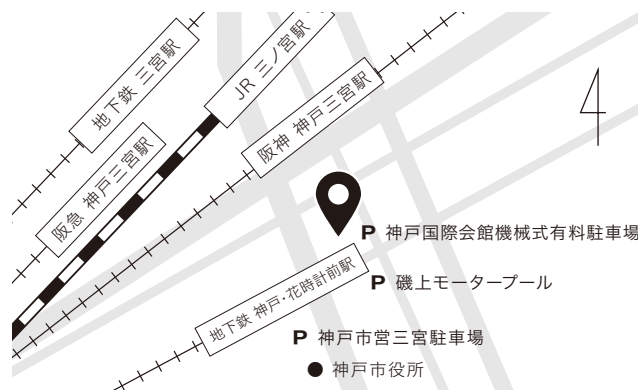 地下鉄 三宮駅
JR 三ノ宮駅
阪急 神戸三宮駅
阪神 神戸三宮駅
P 神戸国際会館機械式有料駐車場
P 磯上モータープール
地下鉄 神戸・花時計前駅
P 神戸市営三宮駐車場
● 神戸市役所